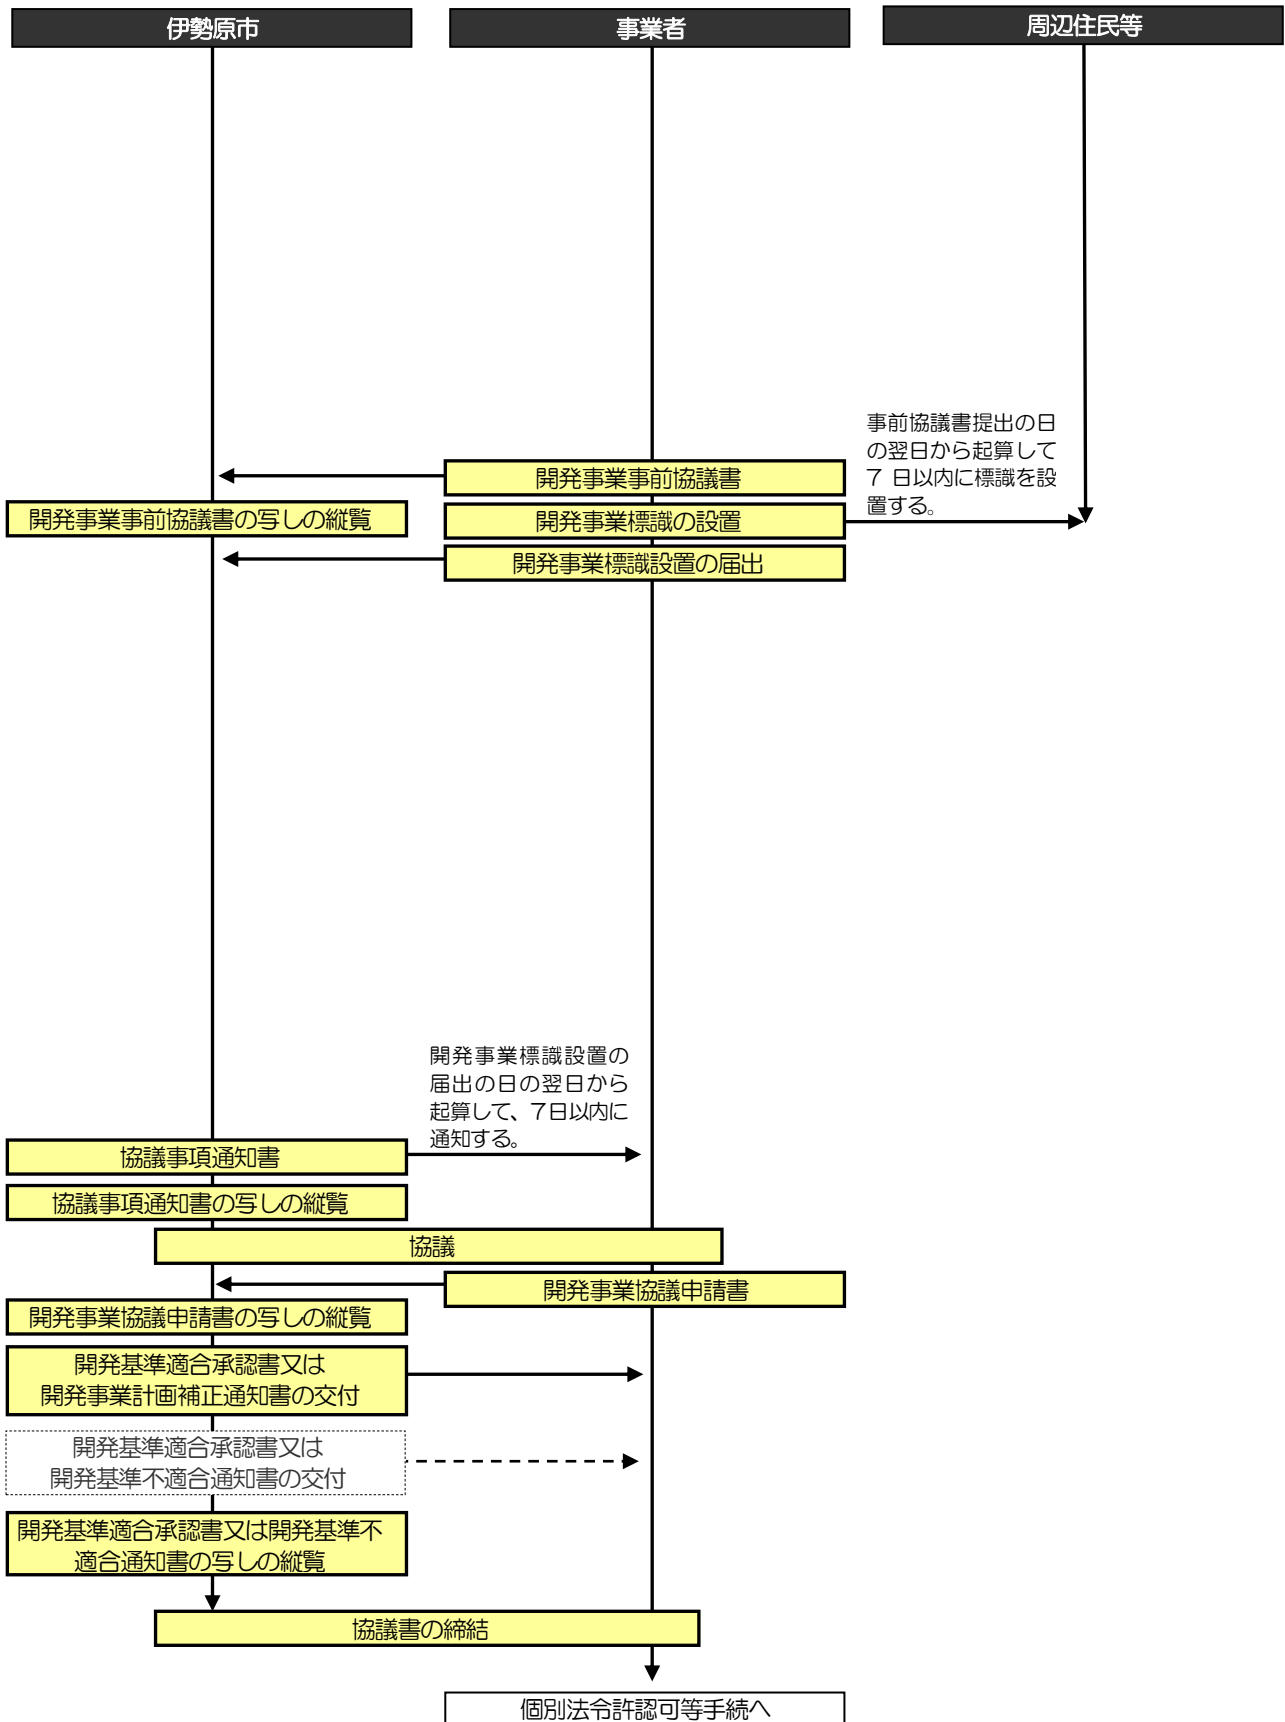 伊勢原市
事業者
周辺住民等
事前協議書提出の日
の翌日から起算して
７ 日以内に標識を設
置する。
開発事業事前協議書
開発事業事前協議書の写しの縦覧
開発事業標識の設置
開発事業標識設置の届出
開発事業標識設置の
届出の日の翌日から
起算して、７日以内に
通知する。
協議事項通知書
協議事項通知書の写しの縦覧
協議
開発事業協議申請書
開発事業協議申請書の写しの縦覧
開発基準適合承認書又は
開発事業計画補正通知書の交付
開発基準適合承認書又は
開発基準不適合通知書の交付
開発基準適合承認書又は開発基準不
適合通知書の写しの縦覧
協議書の締結
個別法令許認可等手続へ